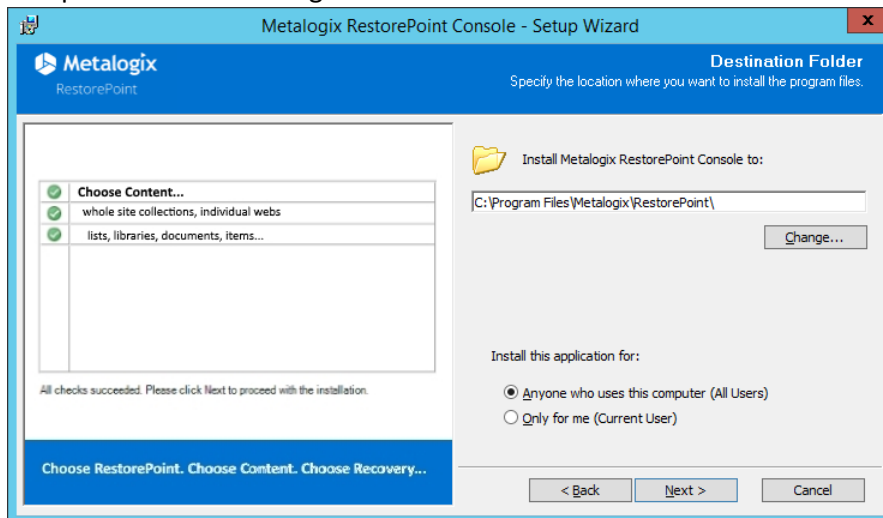 Metalogix RestorePoint Console - Setup Wizard
x
Metalogix
RestorePoint
Destination Folder
Specify the location where you want to install the program files.
Choose Content...
whole site collections, individual webs
lists, libraries, documents, items...
All checks succeeded. Please click Next to proceed with the installation.
Choose RestorePoint. Choose Content. Choose Recovery...
Install Metalogix RestorePoint Console to:
C:\Program Files\Metalogix\RestorePoint\
Change...
Install this application for:
Anyone who uses this computer (All Users)
Only for me (Current User)
< Back
Next >
Cancel